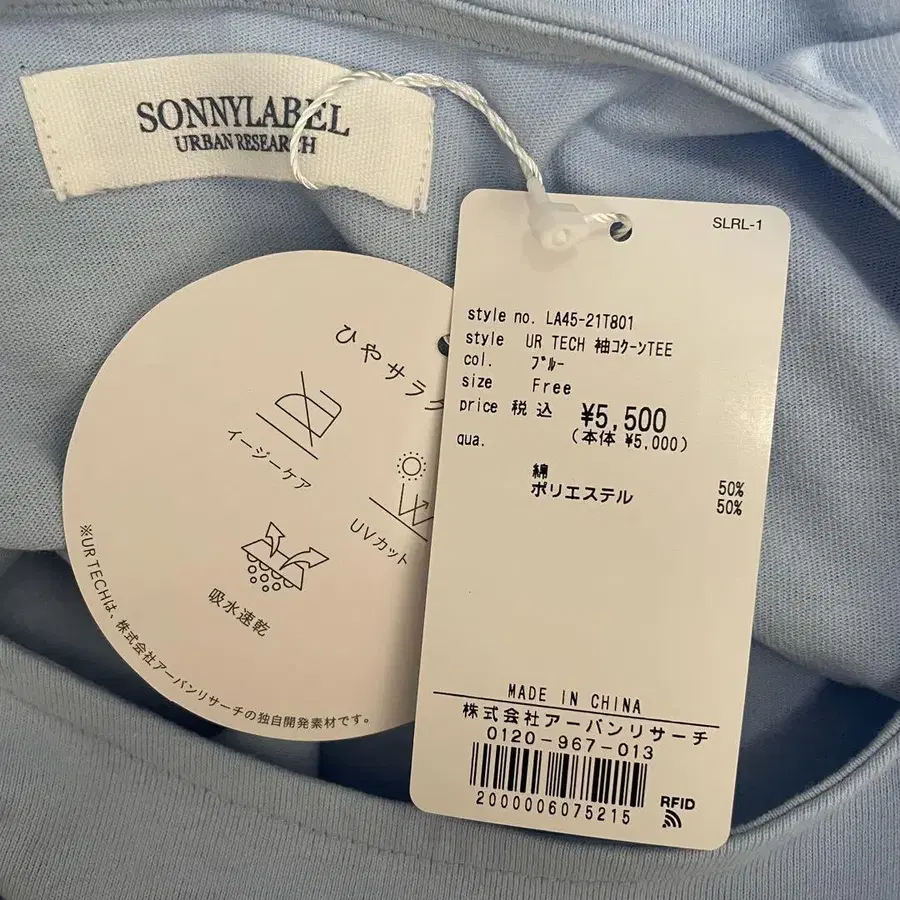 SONNYLABEL
URBAN RESEARCH
SLRL-1
style no. LA45-21T801
style UR TECH 袖コクーンTEE
col. ブルー
size Free
price 税込 ¥5,500
(本体 ¥5,000)
qua.
綿 50%
ポリエステル 50%
MADE IN CHINA
株式会社アーバンリサーチ
0120-967-013
2000006075215
RFID
ひやサラ
イージーケア
UVカット
吸水速乾
※UR TECHは、株式会社アーバンリサーチの独自開発素材です。